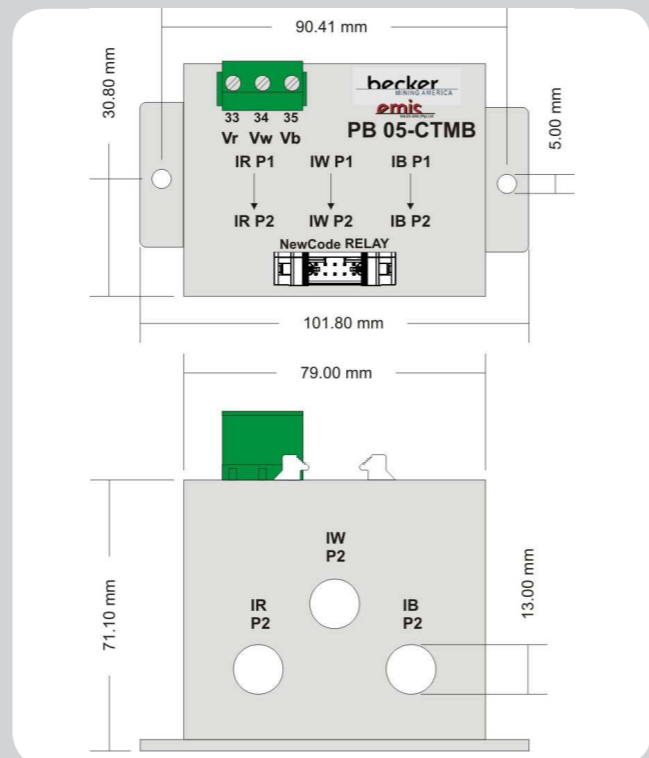 90.41 mm
30.80 mm
becker
MINING AMERICA
emis
33 34 35
PB 05-CTMB
Vr Vw Vb
5.00 mm
IR P1 IW P1 IB P1
IR P2 IW P2 IB P2
NewCode RELAY
101.80 mm
79.00 mm
71.10 mm
IW
P2
IR
P2
IB
P2
13.00 mm